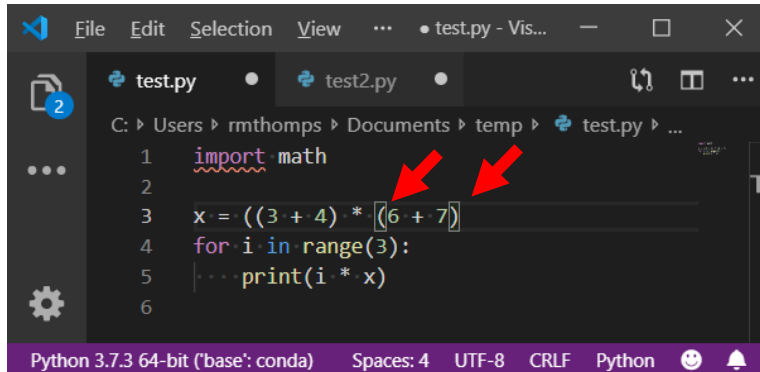 File Edit Selection View ··· ● test.py - Vis...
test.py ● test2.py ● ···
2
C: > Users > rmthomps > Documents > temp > test.py > ...
1 import math
2
3 x = ((3 + 4) * (6 + 7)
4 for i in range(3):
5     print(i * x)
6
Python 3.7.3 64-bit ('base': conda) Spaces: 4 UTF-8 CRLF Python